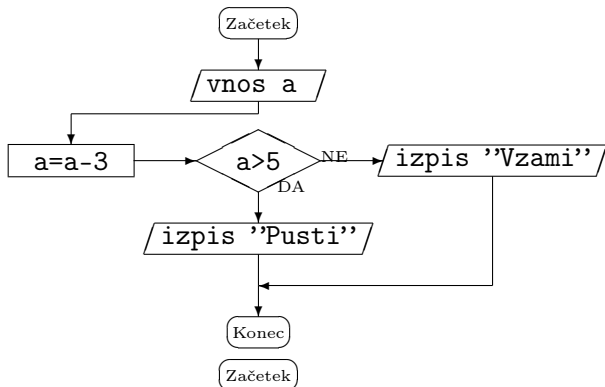 Začetek
vnos a
a=a-3
a>5
NE
izpis ”Vzami”
DA
izpis ”Pusti”
Konec
Začetek